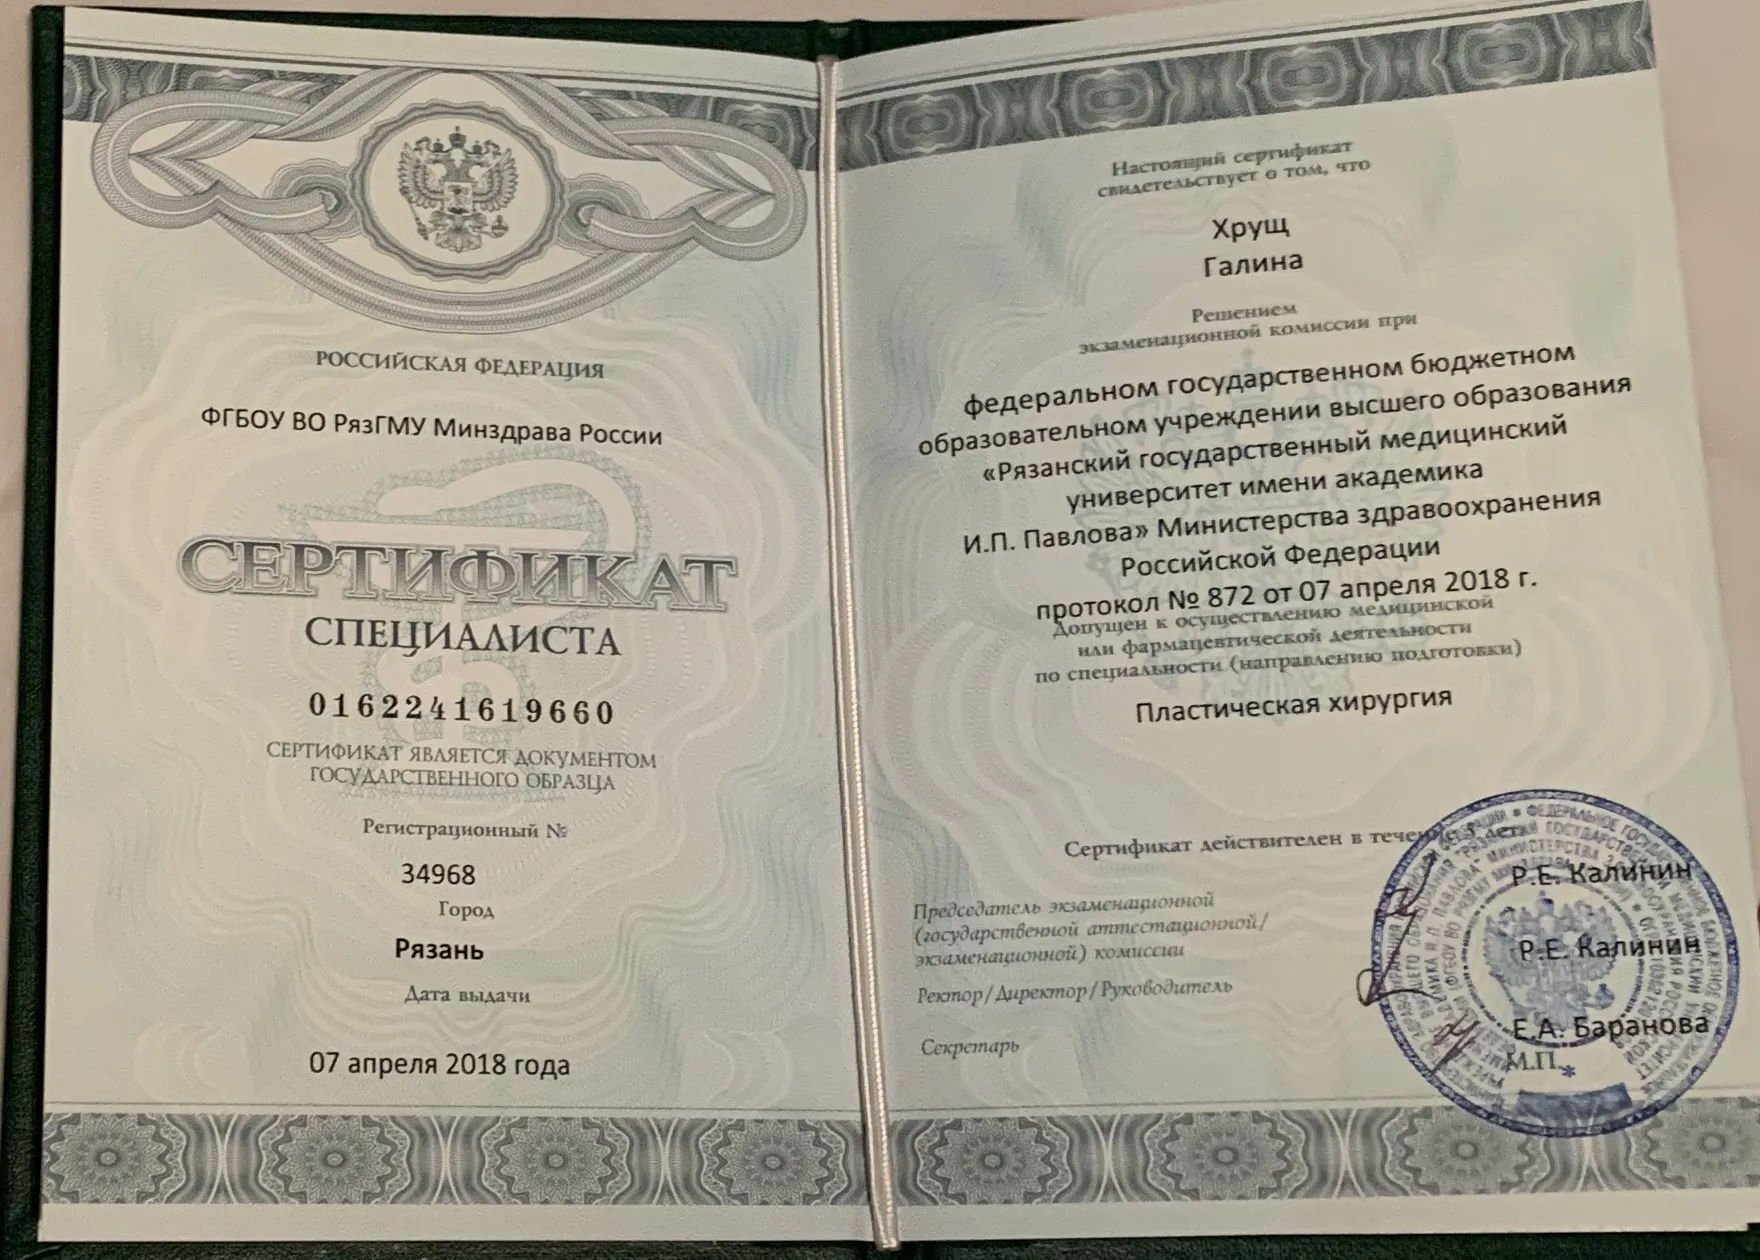 РОССИЙСКАЯ ФЕДЕРАЦИЯ
ФГБОУ ВО РязГМУ Минздрава России
СЕРТИФИКАТ
СПЕЦИАЛИСТА
0162241619660
СЕРТИФИКАТ ЯВЛЯЕТСЯ ДОКУМЕНТОМ
ГОСУДАРСТВЕННОГО ОБРАЗЦА
Регистрационный №
34968
Город
Рязань
Дата выдачи
07 апреля 2018 года
Настоящий сертификат
свидетельствует о том, что
Хрущ
Галина
Решением
экзаменационной комиссии при
федеральном государственном бюджетном
образовательном учреждении высшего образования
«Рязанский государственный медицинский
университет имени академика
И.П. Павлова» Министерства здравоохранения
Российской Федерации
протокол № 872 от 07 апреля 2018 г.
Допущен к осуществлению медицинской
или фармацевтической деятельности
по специальности (направлению подготовки)
Пластическая хирургия
Сертификат действителен в течение 5 лет
Р.Е. Калинин
Председатель экзаменационной
(государственной аттестационной/
экзаменационной) комиссии
Р.Е. Калинин
Ректор/Директор/Руководитель
Е.А. Баранова
Секретарь
М.П.